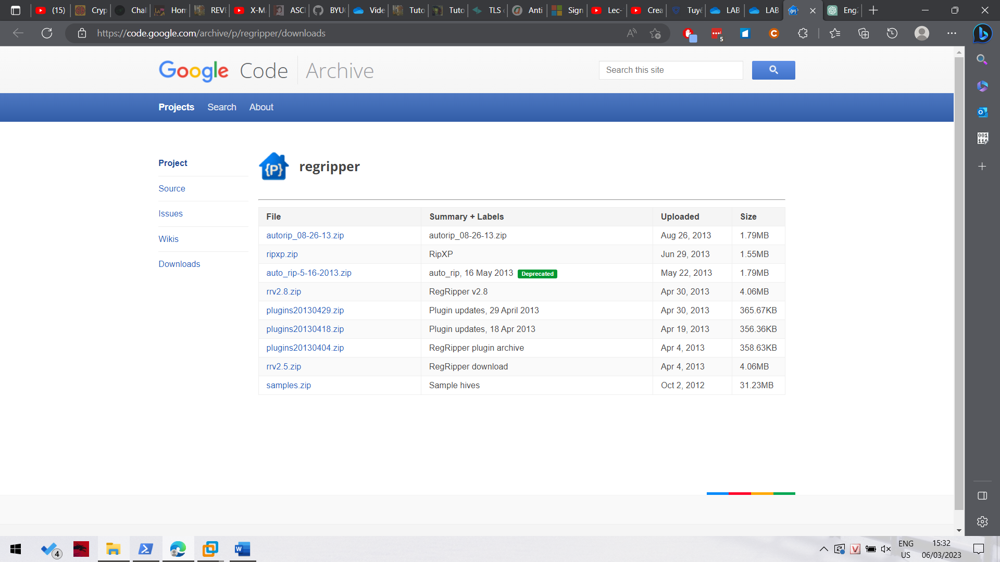 (15) Cryp Chal Hom REVE X-M ASC BYU Vide Tuto Tuto TLS Anti Sign Lec- Crea Tuyê LAB LAB Eng
https://code.google.com/archive/p/regripper/downloads
5
Google Code Archive
Search this site
Projects Search About
Project
Source
Issues
Wikis
Downloads
{P} regripper
File Summary + Labels Uploaded Size
autorip_08-26-13.zip autorip_08-26-13.zip Aug 26, 2013 1.79MB
ripxp.zip RipXP Jun 29, 2013 1.55MB
auto_rip-5-16-2013.zip auto_rip, 16 May 2013 Deprecated May 22, 2013 1.79MB
rrv2.8.zip RegRipper v2.8 Apr 30, 2013 4.06MB
plugins20130429.zip Plugin updates, 29 April 2013 Apr 30, 2013 365.67KB
plugins20130418.zip Plugin updates, 18 Apr 2013 Apr 19, 2013 356.36KB
plugins20130404.zip RegRipper plugin archive Apr 4, 2013 358.63KB
rrv2.5.zip RegRipper download Apr 4, 2013 4.06MB
samples.zip Sample hives Oct 2, 2012 31.23MB
4
ENG
US
15:32
06/03/2023